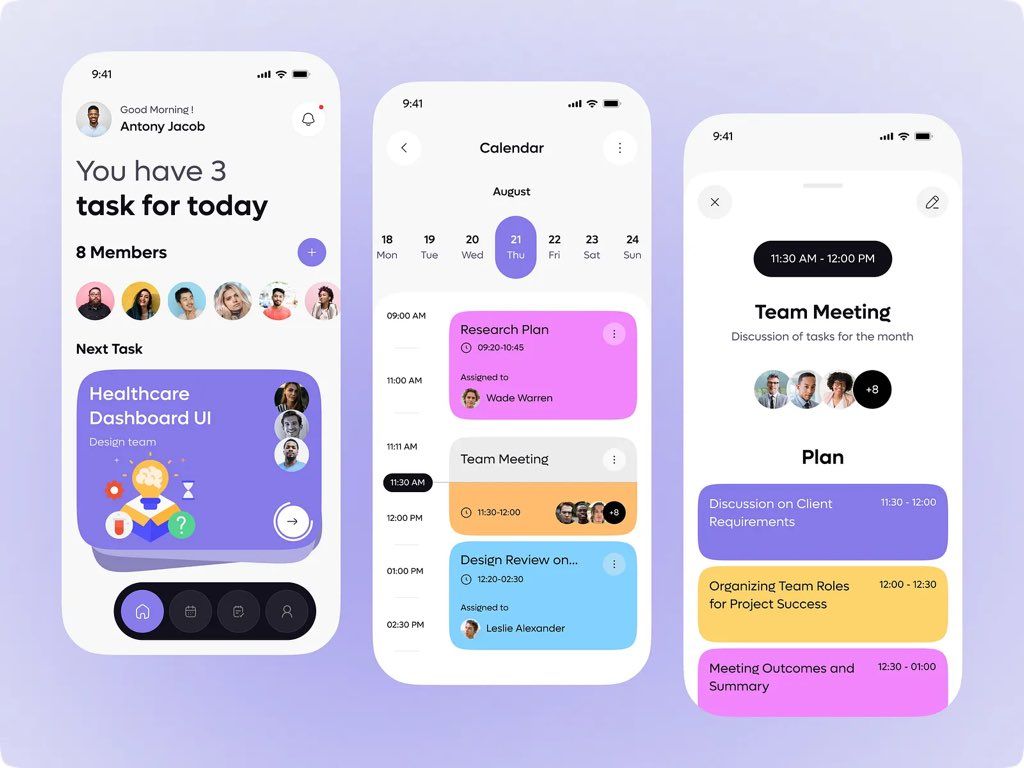 9:41
Good Morning !
Antony Jacob
You have 3
task for today
8 Members
+
Next Task
Healthcare
Dashboard UI
Design team
?
9:41
Calendar
August
18 19 20 21 22 23 24
Mon Tue Wed Thu Fri Sat Sun
09:00 AM
Research Plan
09:20-10:45
11:00 AM
Assigned to
Wade Warren
11:11 AM
Team Meeting
11:30 AM
12:00 PM
11:30-12:00
+8
Design Review on...
01:00 PM
12:20-02:30
Assigned to
02:30 PM
Leslie Alexander
9:41
11:30 AM - 12:00 PM
Team Meeting
Discussion of tasks for the month
+8
Plan
Discussion on Client 11:30 - 12:00
Requirements
Organizing Team Roles 12:00 - 12:30
for Project Success
Meeting Outcomes and 12:30 - 01:00
Summary